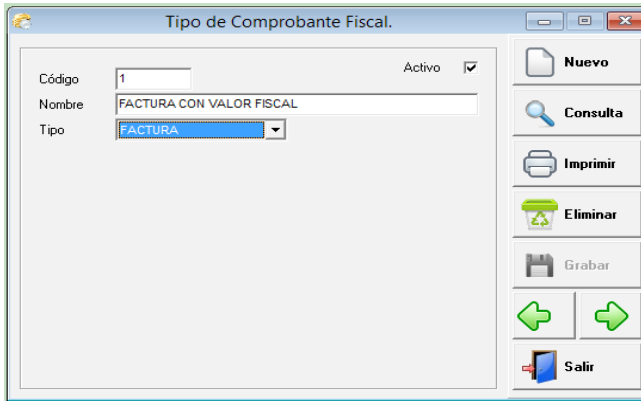 Tipo de Comprobante Fiscal.
Activo
Código 1
Nombre FACTURA CON VALOR FISCAL
Tipo FACTURA
Nuevo
Consulta
Imprimir
Eliminar
Grabar
Salir